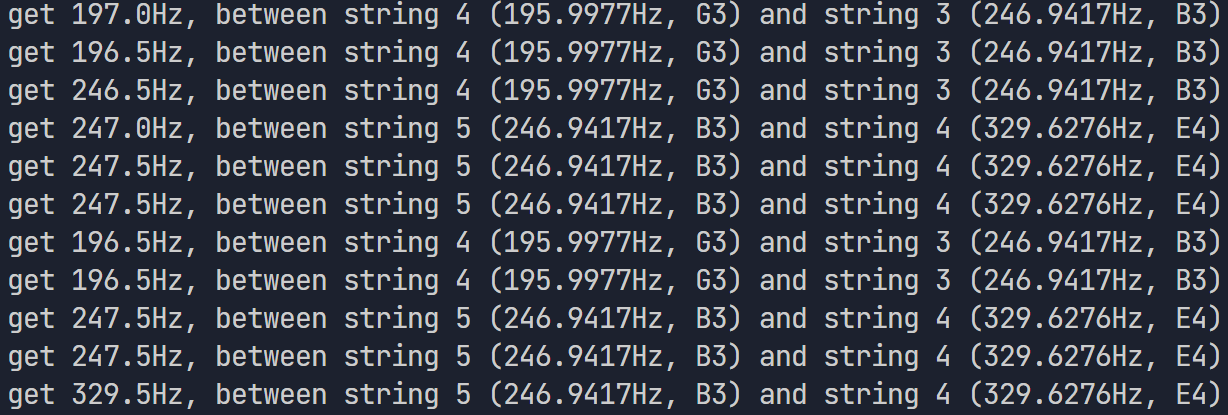 get 197.0Hz, between string 4 (195.9977Hz, G3) and string 3 (246.9417Hz, B3)
get 196.5Hz, between string 4 (195.9977Hz, G3) and string 3 (246.9417Hz, B3)
get 246.5Hz, between string 4 (195.9977Hz, G3) and string 3 (246.9417Hz, B3)
get 247.0Hz, between string 5 (246.9417Hz, B3) and string 4 (329.6276Hz, E4)
get 247.5Hz, between string 5 (246.9417Hz, B3) and string 4 (329.6276Hz, E4)
get 247.5Hz, between string 5 (246.9417Hz, B3) and string 4 (329.6276Hz, E4)
get 196.5Hz, between string 4 (195.9977Hz, G3) and string 3 (246.9417Hz, B3)
get 196.5Hz, between string 4 (195.9977Hz, G3) and string 3 (246.9417Hz, B3)
get 247.5Hz, between string 5 (246.9417Hz, B3) and string 4 (329.6276Hz, E4)
get 247.5Hz, between string 5 (246.9417Hz, B3) and string 4 (329.6276Hz, E4)
get 329.5Hz, between string 5 (246.9417Hz, B3) and string 4 (329.6276Hz, E4)